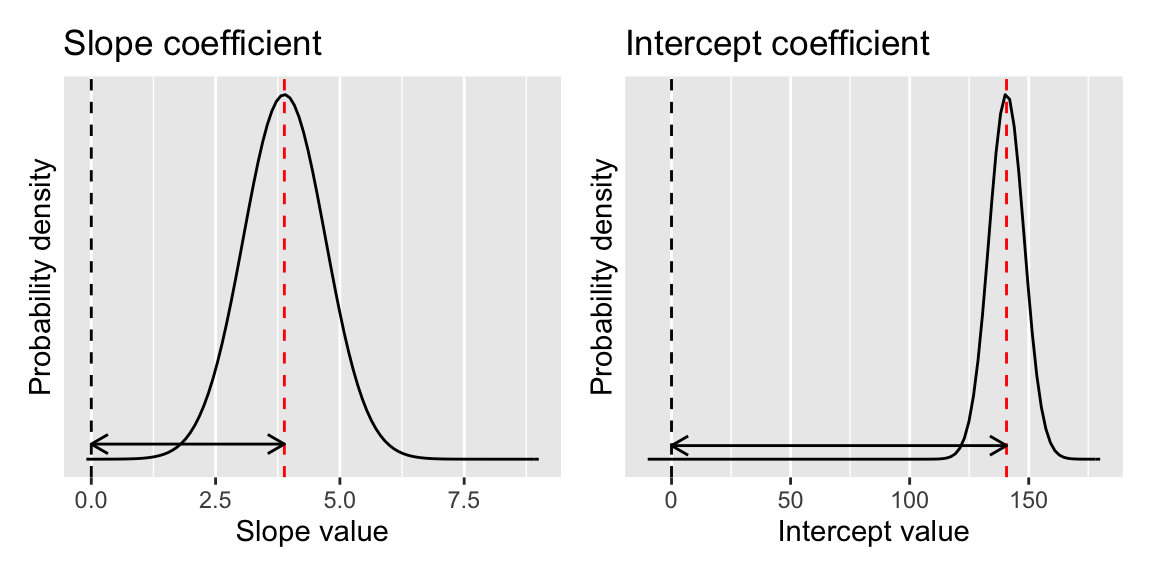 Slope coefficient
Probability density
0.0 2.5 5.0 7.5
Slope value
Intercept coefficient
Probability density
0 50 100 150
Intercept value